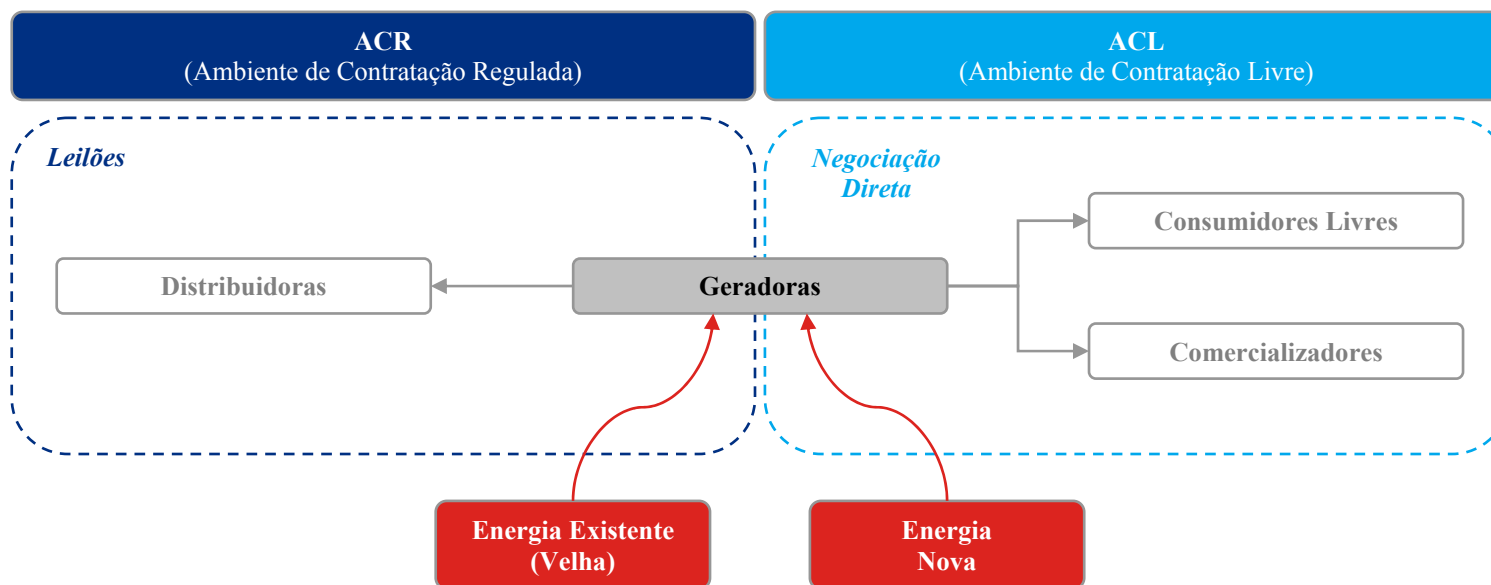 ACR
(Ambiente de Contratação Regulada)
ACL
(Ambiente de Contratação Livre)
Leilões
Negociação
Direta
Consumidores Livres
Distribuidoras
Geradoras
Comercializadores
Energia Existente
(Velha)
Energia
Nova